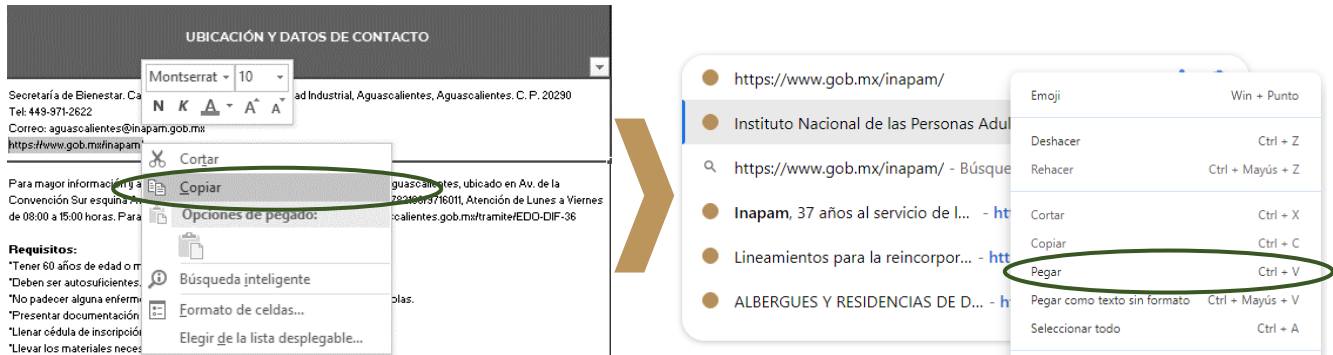 UBICACIÓN Y DATOS DE CONTACTO
Montserrat 10
N K A A A
Secretaría de Bienestar. Ca ad Industrial, Aguascalientes, Aguascalientes. C. P. 20290
Tel: 449-971-2622
Correo: aguascalientes@inapam.gob.mx
https://www.gob.mx/inapam
Para mayor información y a guascalientes, ubicado en Av. de la
Convención Sur esquina A Atención de Lunes a Viernes
de 08:00 a 15:00 horas. Para calientes.gob.mx/tramite/EDO-DIF-36
Requisitos:
*Tener 60 años de edad o m
*Deben ser autosuficientes.
*No padecer alguna enferme olas.
*Presentar documentación
*Llenar cédula de inscripción
*Llevar los materiales neces
Cortar
Copiar
Opciones de pegado:
Búsqueda inteligente
Formato de celdas...
Elegir de la lista desplegable...
https://www.gob.mx/inapam/
Instituto Nacional de las Personas Adul
https://www.gob.mx/inapam/ - Búsque
Inapam, 37 años al servicio de l... - ht
Lineamientos para la reincorpor... - htt
ALBERGUES Y RESIDENCIAS DE D... - h
Emoji Win + Punto
Deshacer Ctrl + Z
Rehacer Ctrl + Mayús + Z
Cortar Ctrl + X
Copiar Ctrl + C
Pegar Ctrl + V
Pegar como texto sin formato Ctrl + Mayús + V
Seleccionar todo Ctrl + A